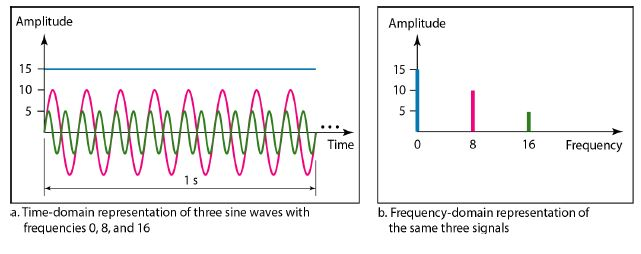 Amplitude
15
10
5
Time
1 s
a. Time-domain representation of three sine waves with
frequencies 0, 8, and 16
Amplitude
15
10
5
0 8 16 Frequency
b. Frequency-domain representation of
the same three signals